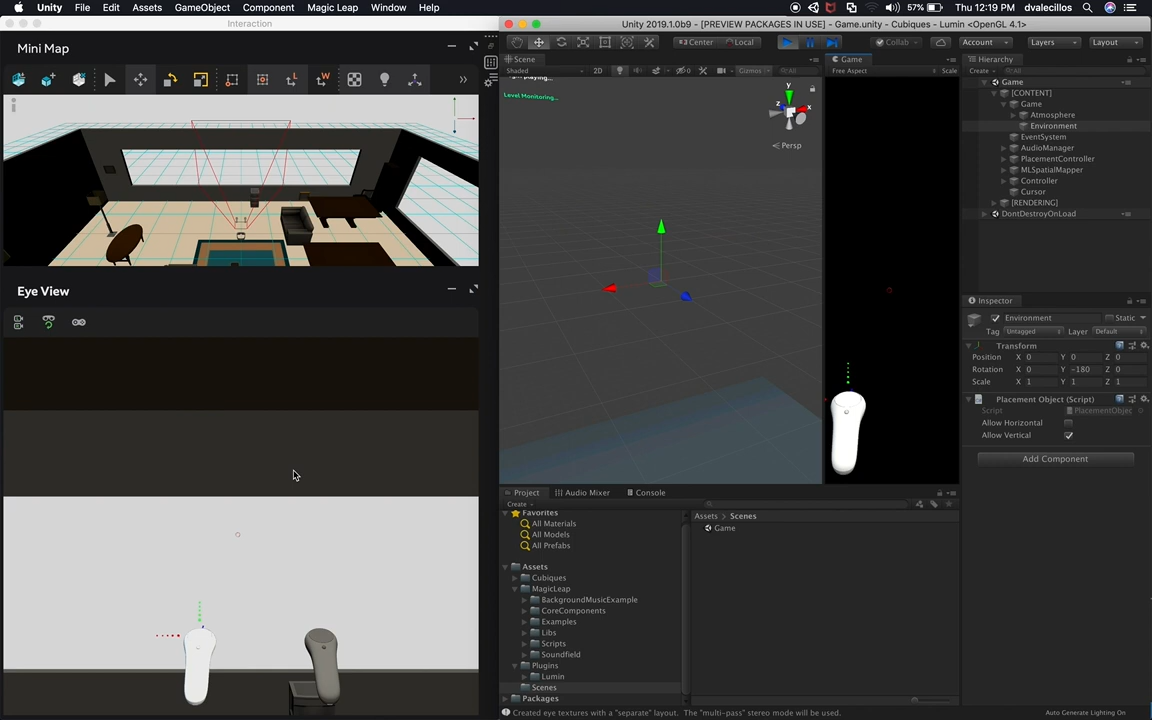 Unity File Edit Assets GameObject Component Magic Leap Window Help
57% Thu 12:19 PM dvalecillos
Interaction
Unity 2019.1.0b9 - [PREVIEW PACKAGES IN USE] - Game.unity - Cubiques - Lumin <OpenGL 4.1>
Mini Map
Center Local Collab Account Layers Layout
Scene Game Hierarchy
Shaded 2D Gizmos All Free Aspect Scale Create All
Level Monitoring...
y
z
x
Persp
Game
[CONTENT]
Game
Atmosphere
Environment
EventSystem
AudioManager
PlacementController
MLSpatialMapper
Controller
Cursor
[RENDERING]
DontDestroyOnLoad
Eye View
Inspector
Environment Static
Tag Untagged Layer Default
Transform
Position X 0 Y 0 Z 0
Rotation X 0 Y -180 Z 0
Scale X 1 Y 1 Z 1
Placement Object (Script)
Script PlacementObjec
Allow Horizontal
Allow Vertical
Add Component
Project Audio Mixer Console
Create
Favorites
All Materials
All Models
All Prefabs
Assets
Cubiques
MagicLeap
BackgroundMusicExample
CoreComponents
Examples
Libs
Scripts
Soundfield
Plugins
Lumin
Scenes
Packages
Assets > Scenes
Game
Created eye textures with a "separate" layout. The "multi-pass" stereo mode will be used.
Auto Generate Lighting On